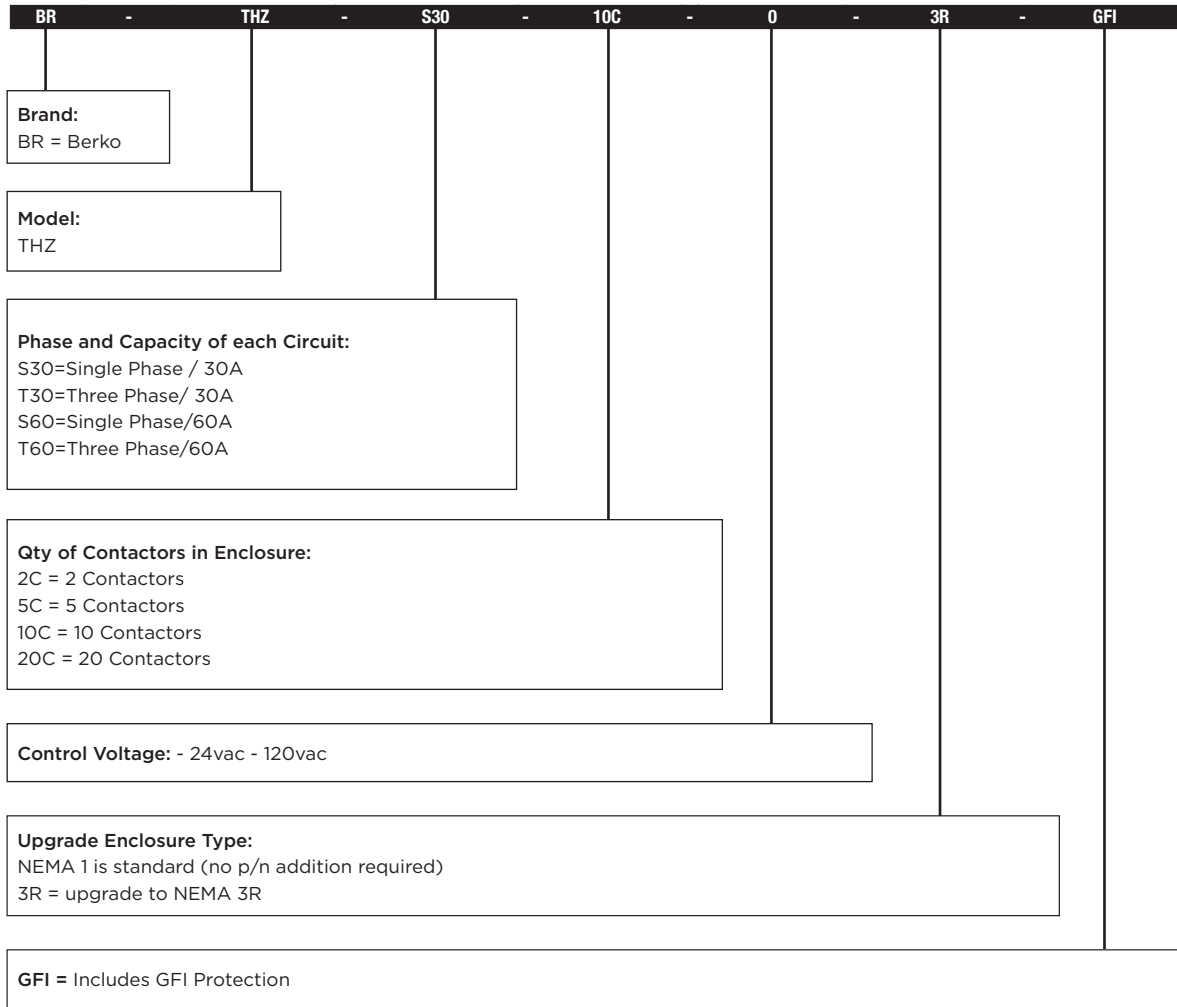 BR - THZ - S30 - 10C - 0 - 3R - GFI
Brand:
BR = Berko
Model:
THZ
Phase and Capacity of each Circuit:
S30=Single Phase / 30A
T30=Three Phase/ 30A
S60=Single Phase/60A
T60=Three Phase/60A
Qty of Contactors in Enclosure:
2C = 2 Contactors
5C = 5 Contactors
10C = 10 Contactors
20C = 20 Contactors
Control Voltage: - 24vac - 120vac
Upgrade Enclosure Type:
NEMA 1 is standard (no p/n addition required)
3R = upgrade to NEMA 3R
GFI = Includes GFI Protection